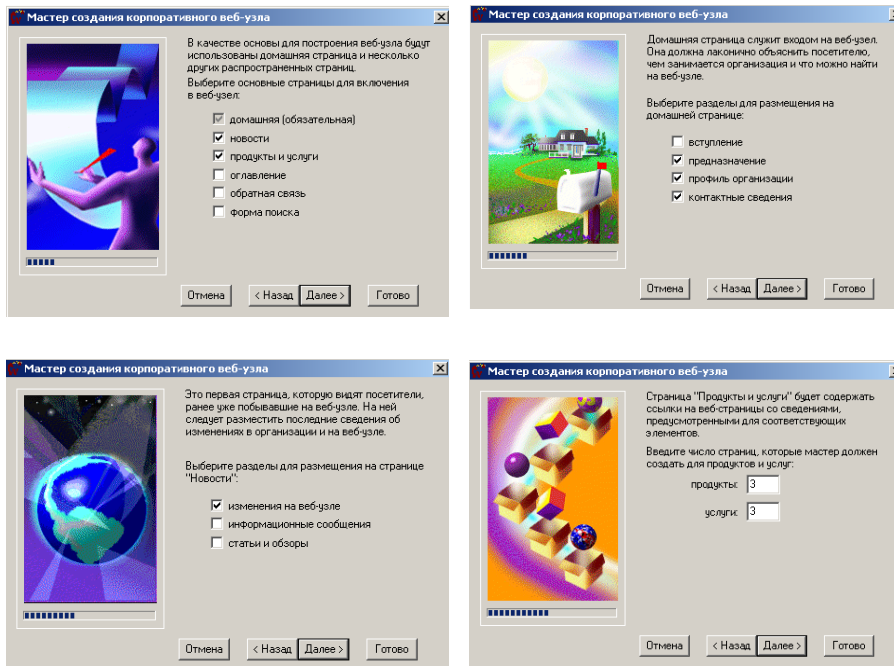 Мастер создания корпоративного веб-узла
В качестве основы для построения веб-узла будут
использованы домашняя страница и несколько
других распространенных страниц.
Выберите основные страницы для включения
в веб-узел:
домашняя (обязательная)
новости
продукты и услуги
оглавление
обратная связь
форма поиска
Отмена
< Назад
Далее >
Готово
Мастер создания корпоративного веб-узла
Домашняя страница служит входом на веб-узел.
Она должна лаконично объяснить посетителю,
чем занимается организация и что можно найти
на веб-узле.
Выберите разделы для размещения на
домашней странице:
вступление
предназначение
профиль организации
контактные сведения
Отмена
< Назад
Далее >
Готово
Мастер создания корпоративного веб-узла
Это первая страница, которую видят посетители,
ранее уже побывавшие на веб-узле. На ней
следует разместить последние сведения об
изменениях в организации и на веб-узле.
Выберите разделы для размещения на странице
"Новости":
изменения на веб-узле
информационные сообщения
статьи и обзоры
Отмена
< Назад
Далее >
Готово
Мастер создания корпоративного веб-узла
Страница "Продукты и услуги" будет содержать
ссылки на веб-страницы со сведениями,
предусмотренными для соответствующих
элементов.
Введите число страниц, которые мастер должен
создать для продуктов и услуг:
продукты: 3
услуги: 3
Отмена
< Назад
Далее >
Готово